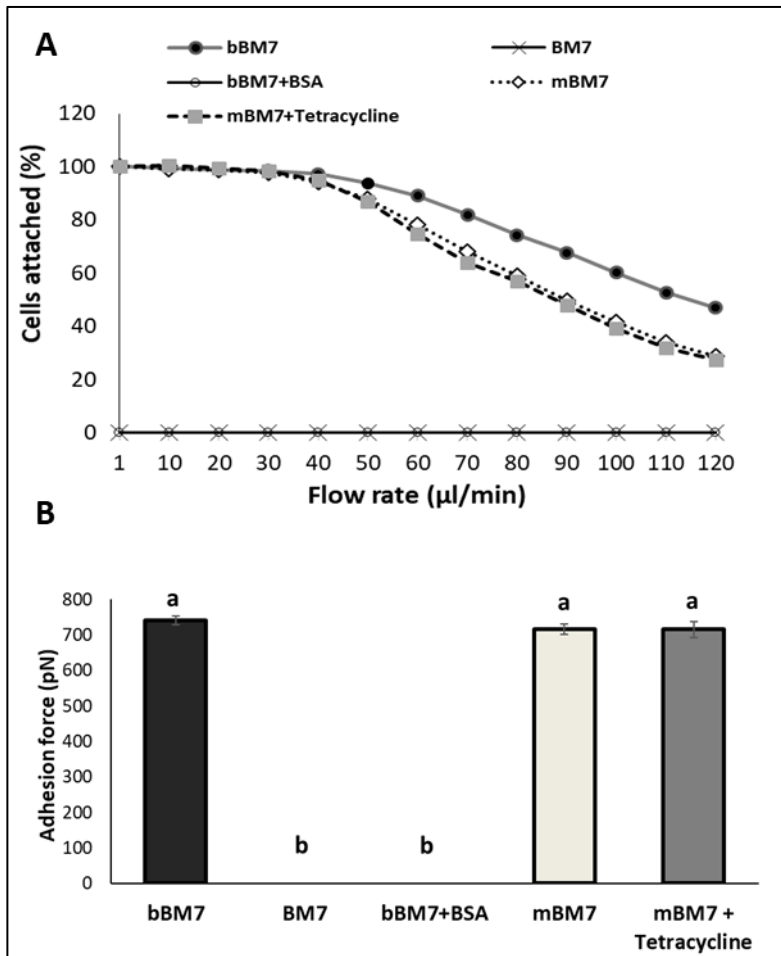 A
bBM7 BM7
bBM7+BSA mBM7
mBM7+Tetracycline
120
100
80
60
40
20
0
Cells attached (%)
1 10 20 30 40 50 60 70 80 90 100 110 120
Flow rate (µl/min)
B
800
700
600
500
400
300
200
100
0
Adhesion force (pN)
a b b a a
bBM7 BM7 bBM7+BSA mBM7 mBM7 +
Tetracycline